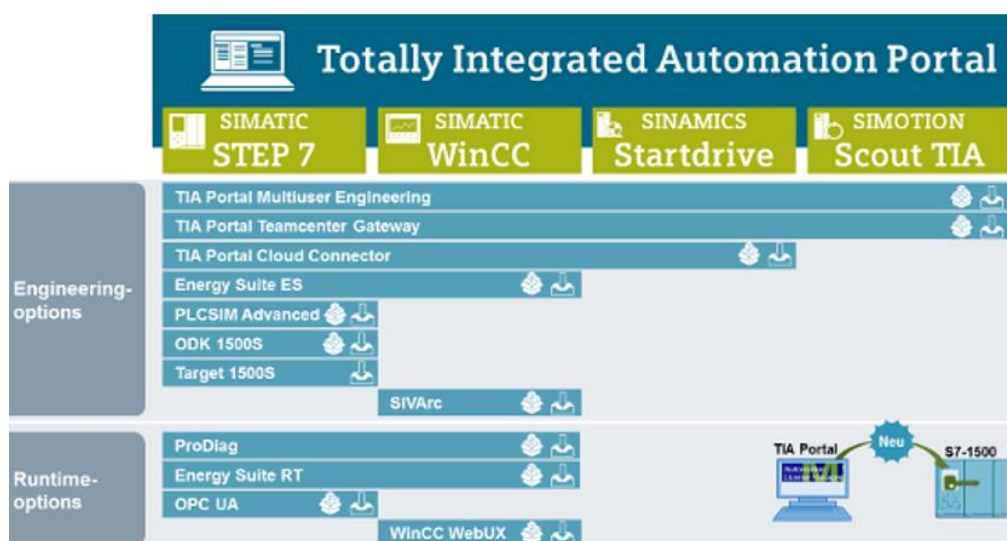 Totally Integrated Automation Portal
SIMATIC
STEP 7
SIMATIC
WinCC
SINAMICS
Startdrive
SIMOTION
Scout TIA
Engineering-
options
TIA Portal Multiuser Engineering
TIA Portal Teamcenter Gateway
TIA Portal Cloud Connector
Energy Suite ES
PLCSIM Advanced
ODK 1500S
Target 1500S
SiVArc
Runtime-
options
ProDiag
Energy Suite RT
OPC UA
WinCC WebUX
TIA Portal
Neu
S7-1500